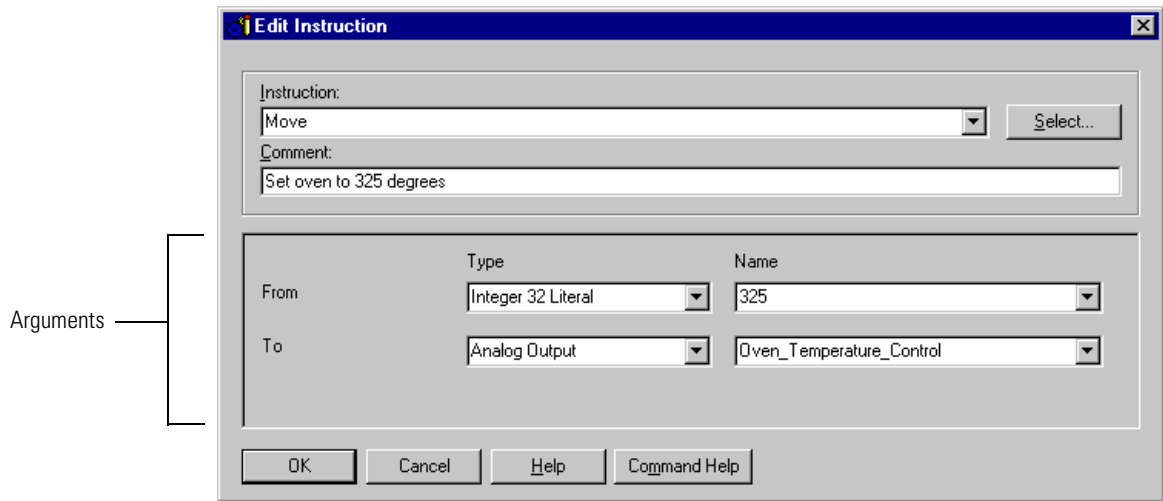 Edit Instruction
Instruction:
Move
Select...
Comment:
Set oven to 325 degrees
Arguments
Type Name
From Integer 32 Literal 325
To Analog Output Oven_Temperature_Control
OK Cancel Help Command Help